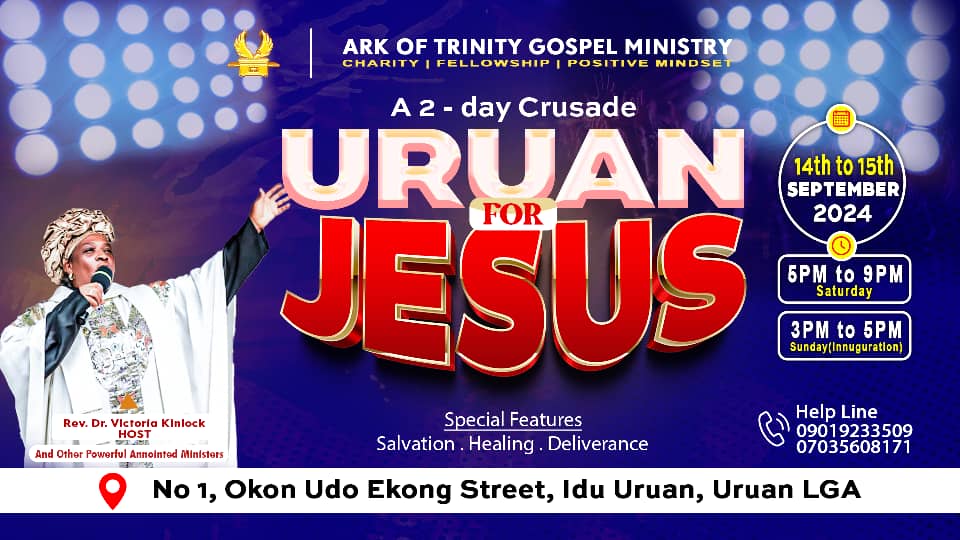 ARK OF TRINITY GOSPEL MINISTRY
CHARITY | FELLOWSHIP | POSITIVE MINDSET
A 2 - day Crusade
URUAN
FOR
JESUS
14th to 15th
SEPTEMBER
2024
5PM to 9PM
Saturday
3PM to 5PM
Sunday(Innuguration)
Rev. Dr. Victoria Kinlock
HOST
And Other Powerful Annointed Ministers
Special Features
Salvation . Healing . Deliverance
Help Line
09019233509
07035608171
No 1, Okon Udo Ekong Street, Idu Uruan, Uruan LGA